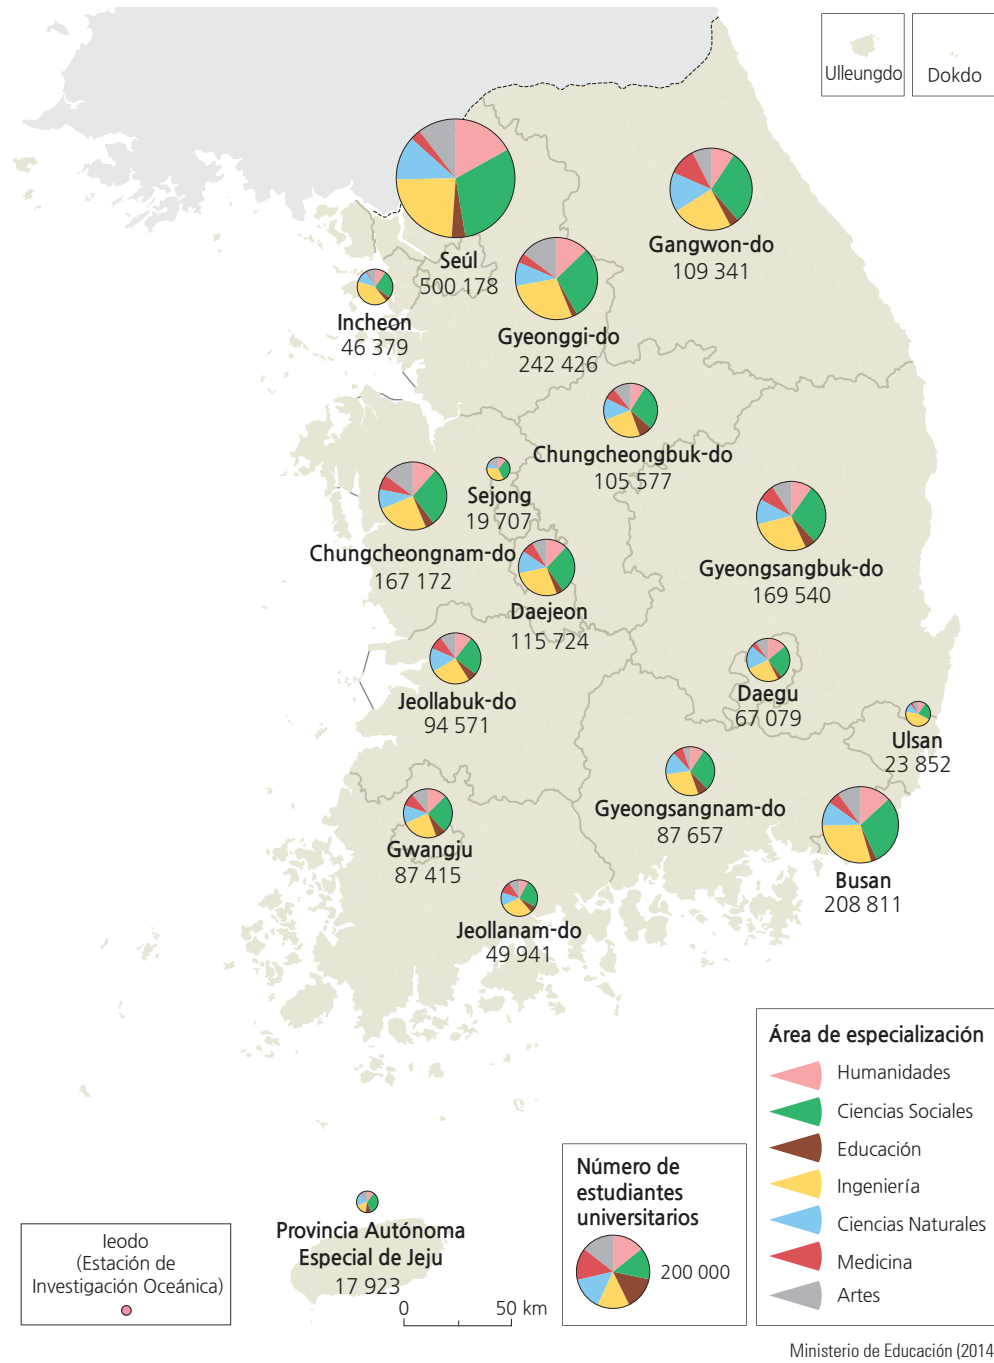 Ulleungdo
Dokdo
Seúl
500 178
Gangwon-do
109 341
Incheon
46 379
Gyeonggi-do
242 426
Chungcheongbuk-do
105 577
Sejong
19 707
Chungcheongnam-do
167 172
Gyeongsangbuk-do
169 540
Daejeon
115 724
Jeollabuk-do
94 571
Daegu
67 079
Ulsan
23 852
Gyeongsangnam-do
87 657
Gwangju
87 415
Busan
208 811
Jeollanam-do
49 941
Área de especialización
Humanidades
Ciencias Sociales
Educación
Ingeniería
Ciencias Naturales
Medicina
Artes
Número de
estudiantes
universitarios
200 000
Provincia Autónoma
Especial de Jeju
17 923
Ieodo
(Estación de
Investigación Oceánica)
0 50 km
Ministerio de Educación (2014